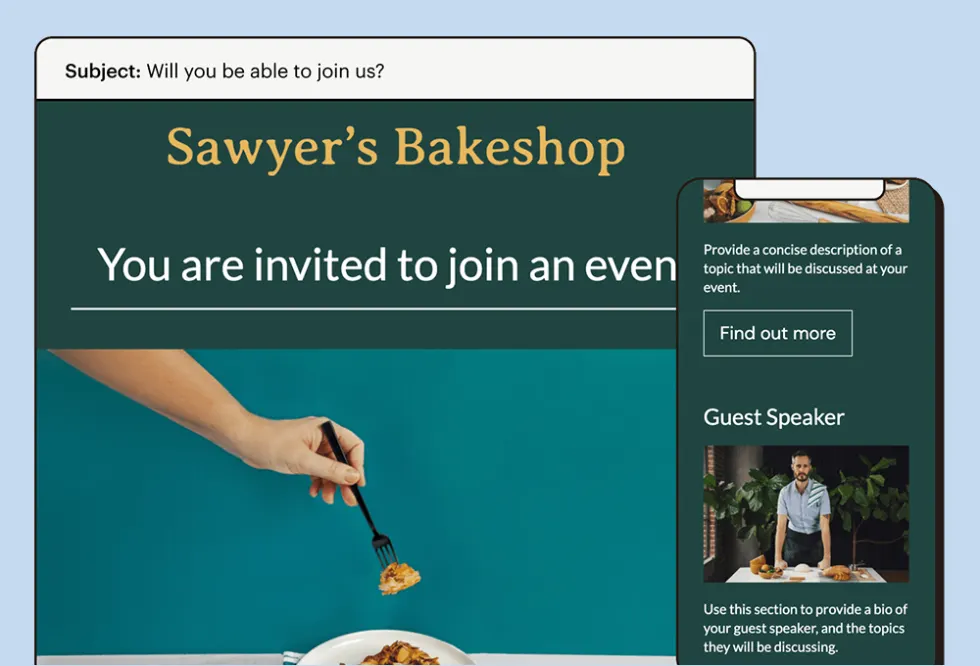 Subject: Will you be able to join us?
Sawyer’s Bakeshop
You are invited to join an even
Provide a concise description of a
topic that will be discussed at your
event.
Find out more
Guest Speaker
Use this section to provide a bio of
your guest speaker, and the topics
they will be discussing.